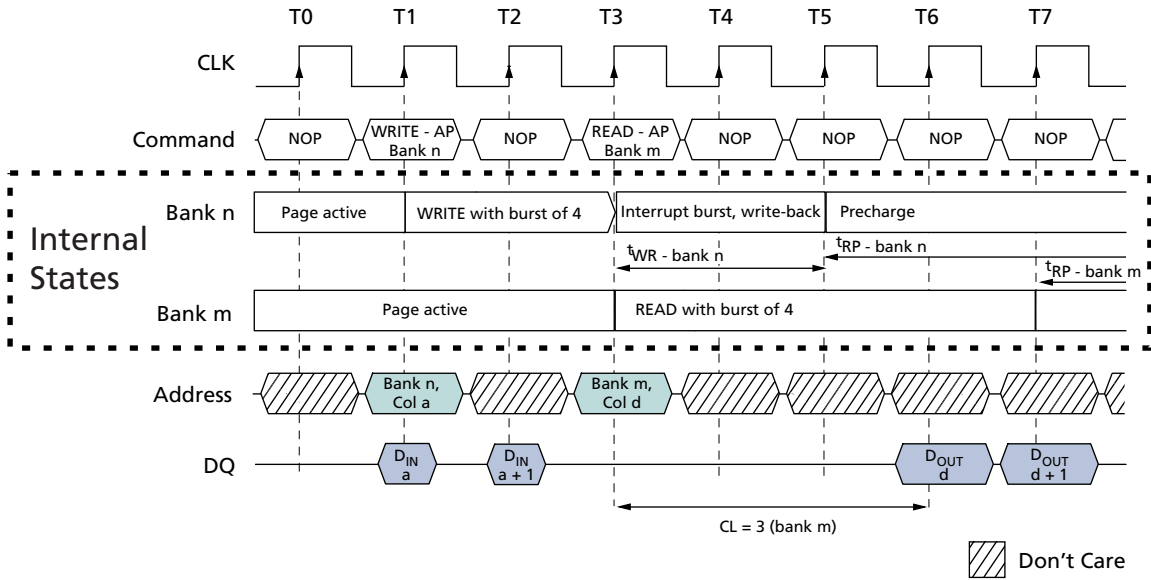 T0 T1 T2 T3 T4 T5 T6 T7
CLK
Command NOP WRITE - AP Bank n NOP READ - AP Bank m NOP NOP NOP NOP
Internal States
Bank n Page active WRITE with burst of 4 Interrupt burst, write-back Precharge
tWR - bank n tRP - bank n
tRP - bank m
Bank m Page active READ with burst of 4
Address Bank n, Col a Bank m, Col d
DQ DIN a DIN a + 1 DOUT d DOUT d + 1
CL = 3 (bank m)
Don't Care